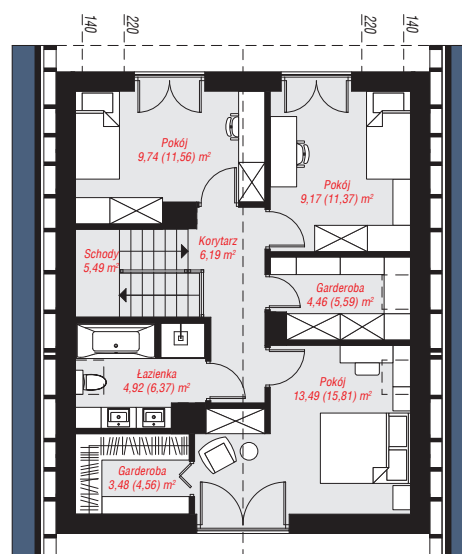 140
220
220
140
Pokój
9,74 (11,56) m²
Pokój
9,17 (11,37) m²
Korytarz
6,19 m²
Schody
5,49 m²
Garderoba
4,46 (5,59) m²
Łazienka
4,92 (6,37) m²
Pokój
13,49 (15,81) m²
Garderoba
3,48 (4,56) m²